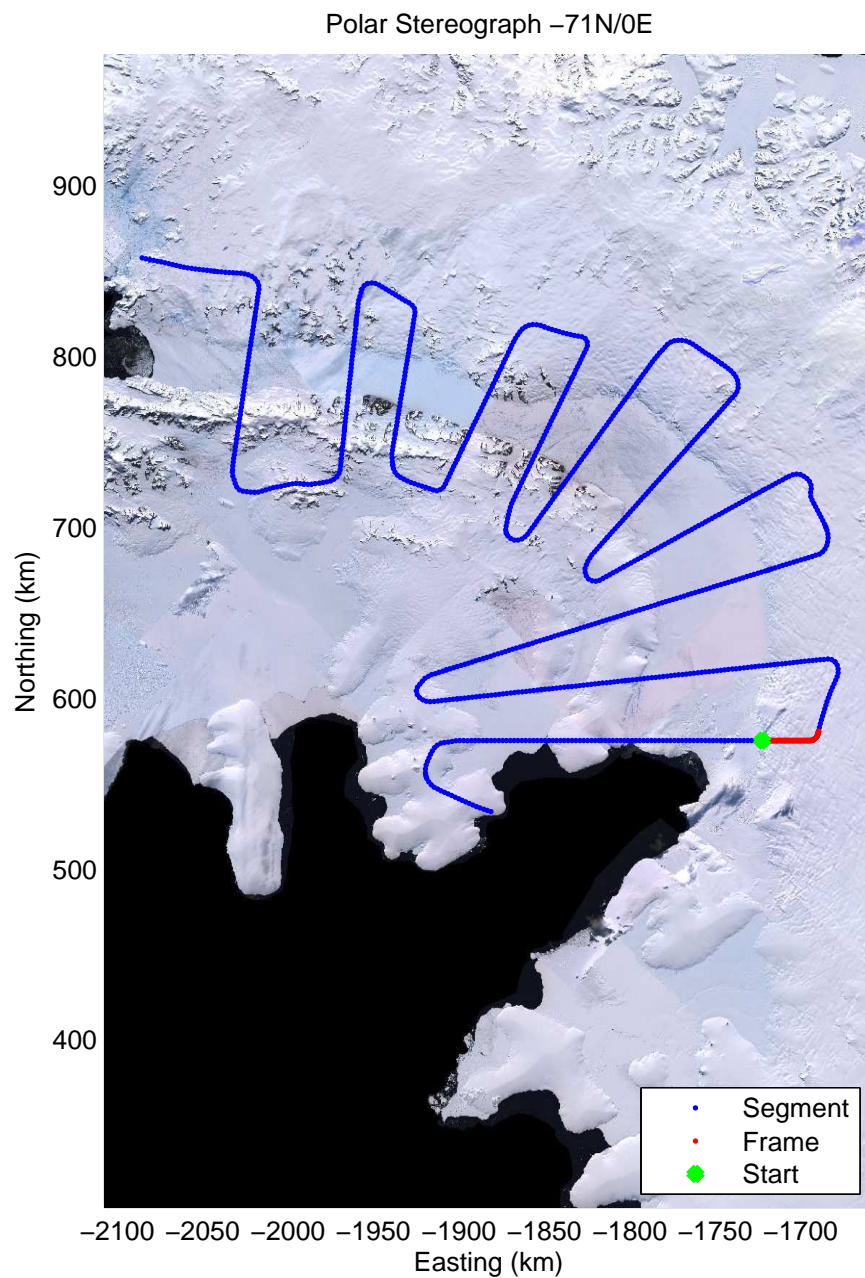 Polar Stereograph −71N/0E
900
800
700
600
500
400
Northing (km)
−2100 −2050 −2000 −1950 −1900 −1850 −1800 −1750 −1700
Easting (km)
Segment
Frame
Start